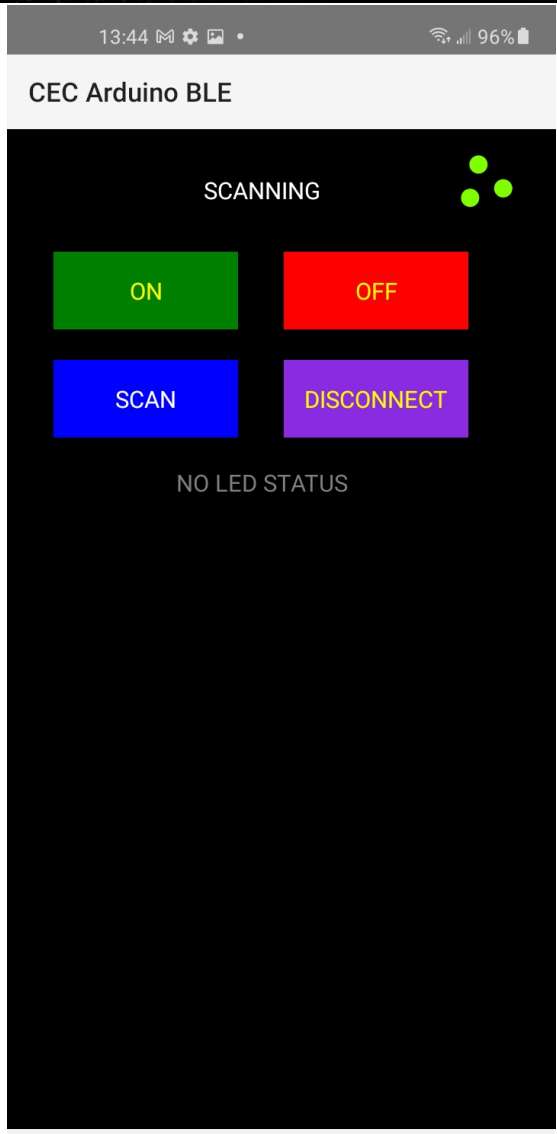 13:44 96%
CEC Arduino BLE
SCANNING
ON OFF
SCAN DISCONNECT
NO LED STATUS